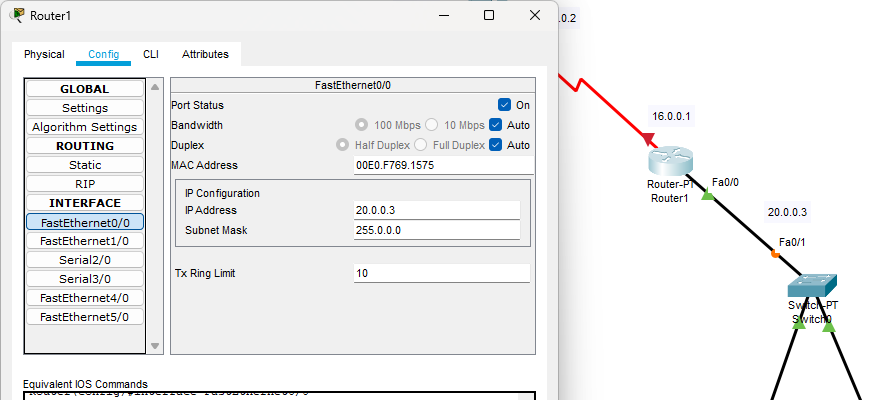 Router1
Physical
Config
CLI
Attributes
GLOBAL
Settings
Algorithm Settings
ROUTING
Static
RIP
INTERFACE
FastEthernet0/0
FastEthernet1/0
Serial2/0
Serial3/0
FastEthernet4/0
FastEthernet5/0
FastEthernet0/0
Port Status
On
Bandwidth
100 Mbps
10 Mbps
Auto
Duplex
Half Duplex
Full Duplex
Auto
MAC Address
00E0.F769.1575
IP Configuration
IP Address
20.0.0.3
Subnet Mask
255.0.0.0
Tx Ring Limit
10
Equivalent IOS Commands
.0.2
16.0.0.1
Router-PT
Router1
Fa0/0
20.0.0.3
Fa0/1
Switch-PT
Switch0